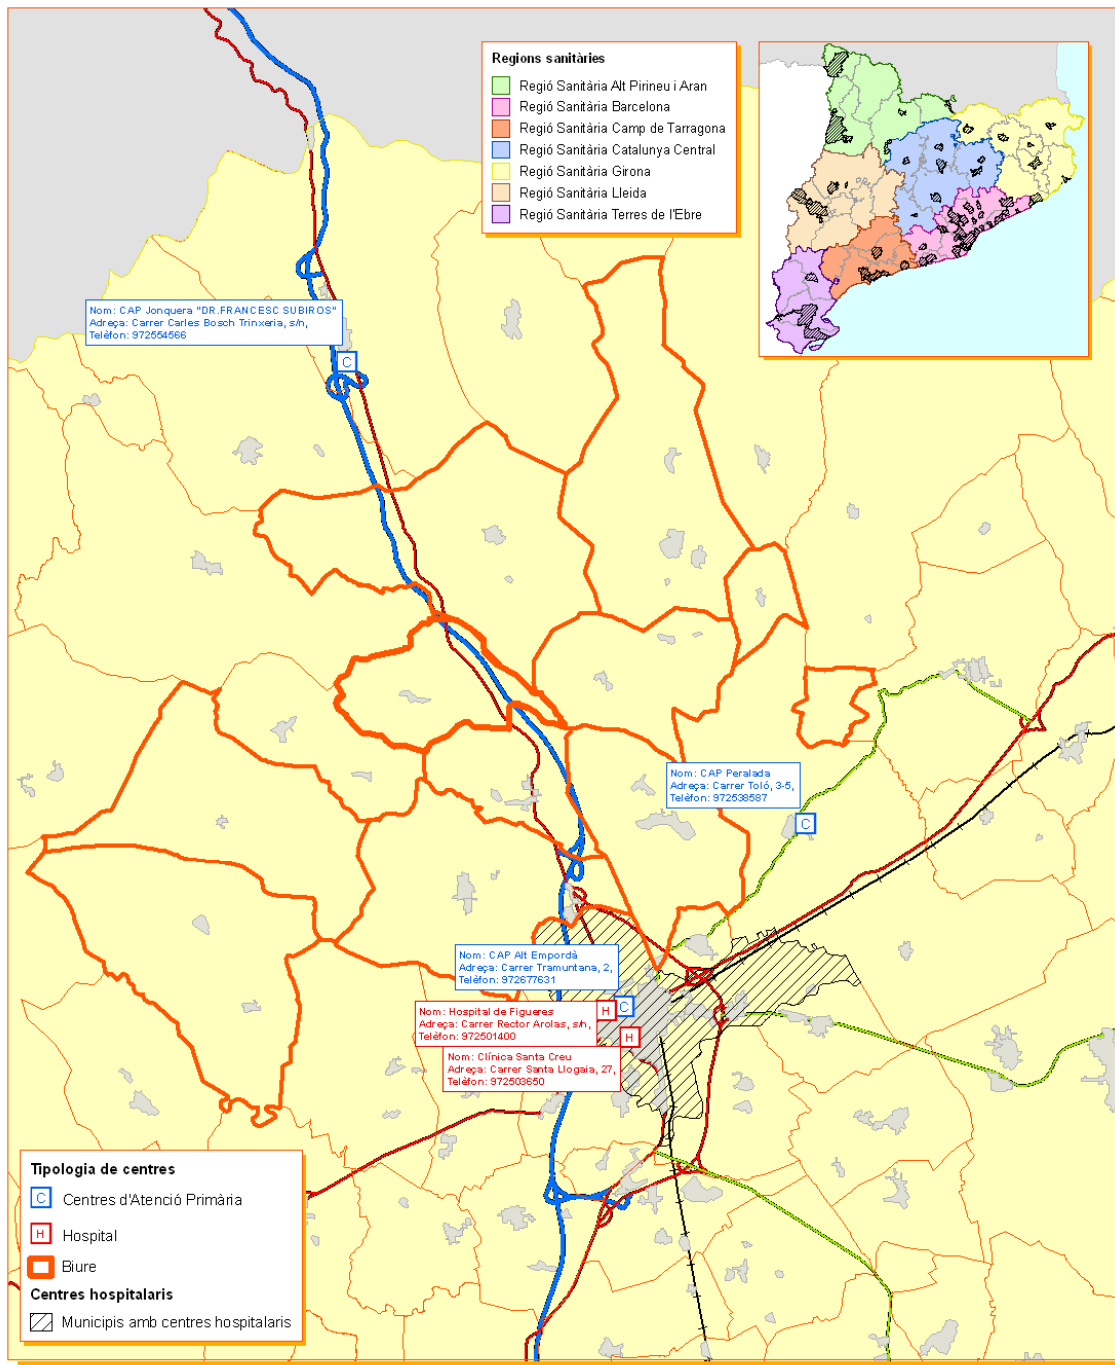 Regions sanitàries
Regió Sanitària Alt Pirineu i Aran
Regió Sanitària Barcelona
Regió Sanitària Camp de Tarragona
Regió Sanitària Catalunya Central
Regió Sanitària Girona
Regió Sanitària Lleida
Regió Sanitària Terres de l'Ebre
Nom: CAP Jonquera "DR.FRANCESC SUBIROS"
Adreça: Carrer Carles Bosch Trinxeria, s/n,
Telèfon: 972554566
C
Nom: CAP Peralada
Adreça: Carrer Toló, 3-5,
Telèfon: 972538587
C
Nom: CAP Alt Empordà
Adreça: Carrer Tramuntana, 2,
Telèfon: 972677631
C
Nom: Hospital de Figueres
Adreça: Carrer Rector Arolas, s/n,
Telèfon: 972501400
H
Nom: Clínica Santa Creu
Adreça: Carrer Santa Llogaia, 27,
Telèfon: 972503650
H
Tipologia de centres
C Centres d'Atenció Primària
H Hospital
Biure
Centres hospitalaris
Municipis amb centres hospitalaris